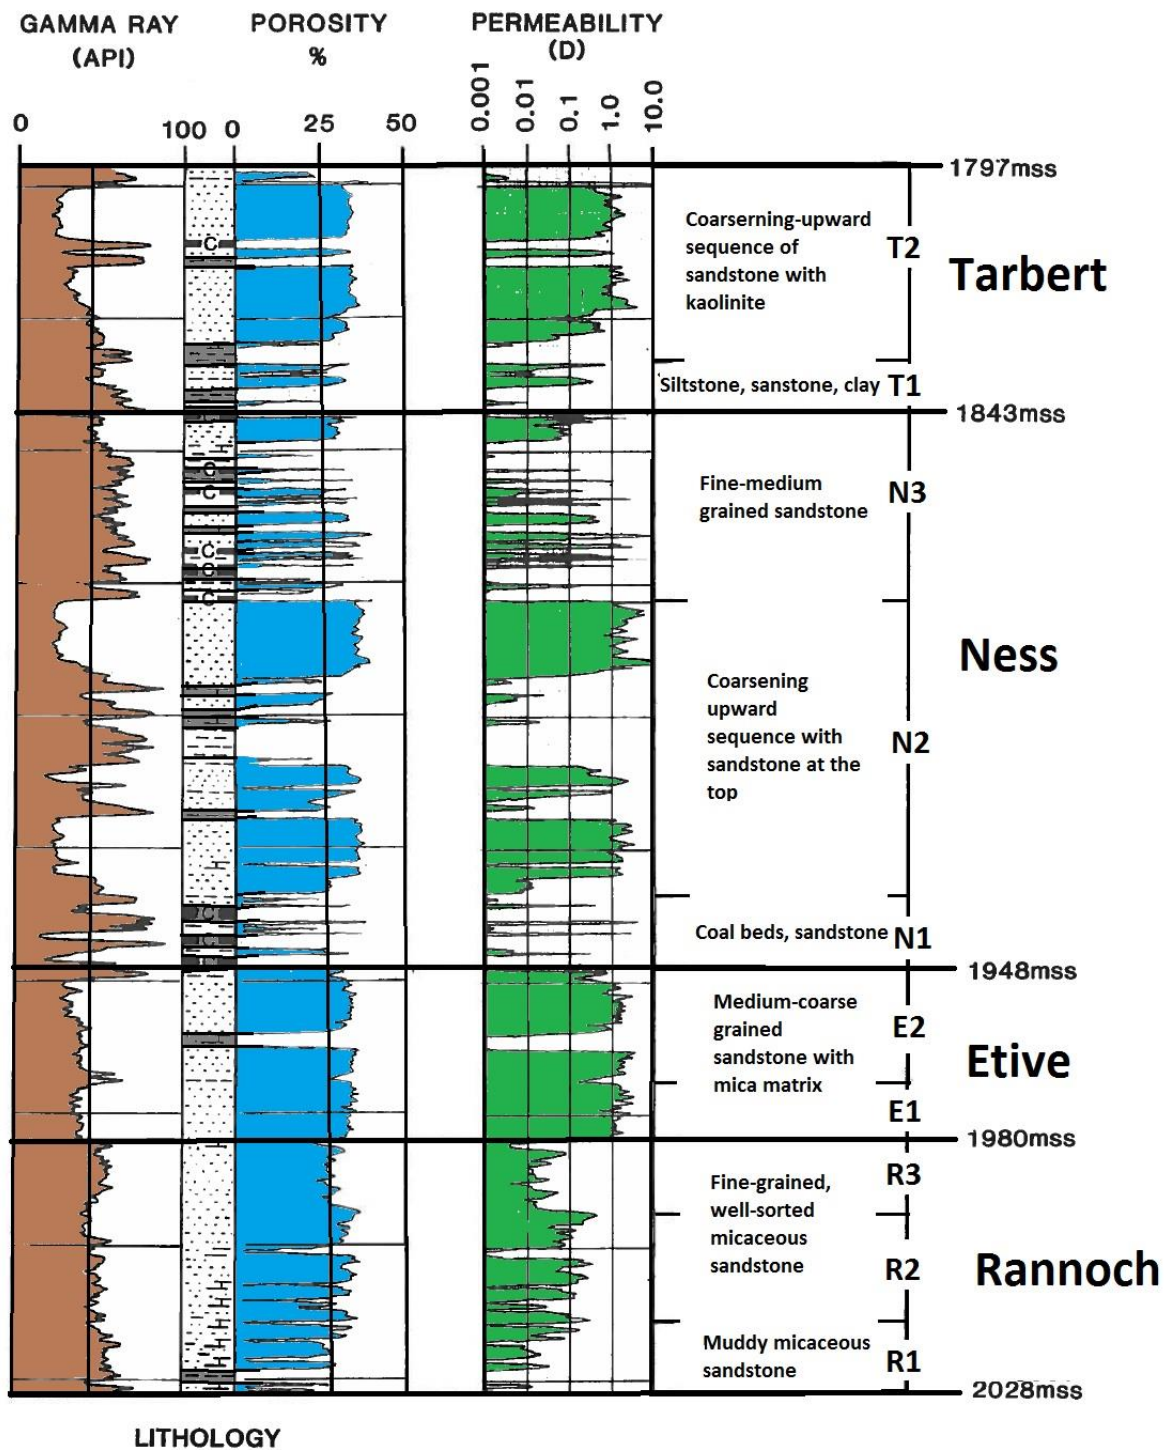 GAMMA RAY
(API)
POROSITY
%
PERMEABILITY
(D)
0
100
0
25
50
0.001
0.01
0.1
1.0
10.0
1797mss
Coarserning-upward
sequence of
sandstone with
kaolinite
T2
Tarbert
C
Siltstone, sanstone, clay
T1
1843mss
C
C
Fine-medium
grained sandstone
N3
C
C
C
Ness
Coarsening
upward
sequence with
sandstone at the
top
N2
C
Coal beds, sandstone
N1
C
1948mss
Medium-coarse
grained
sandstone with
mica matrix
E2
Etive
E1
1980mss
R3
Fine-grained,
well-sorted
micaceous
sandstone
R2
Rannoch
Muddy micaceous
sandstone
R1
2028mss
LITHOLOGY